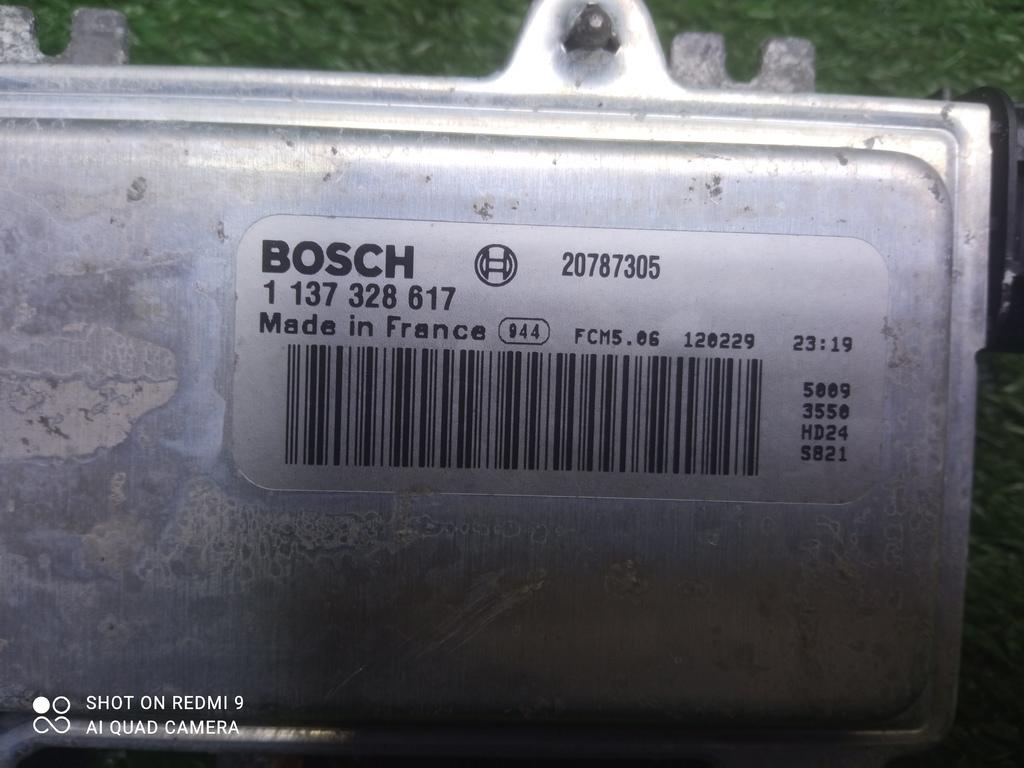 BOSCH 20787305
1 137 328 617
Made in France 944 FCM5.06 120229 23:19
5009
3550
HD24
S821
SHOT ON REDMI 9
AI QUAD CAMERA